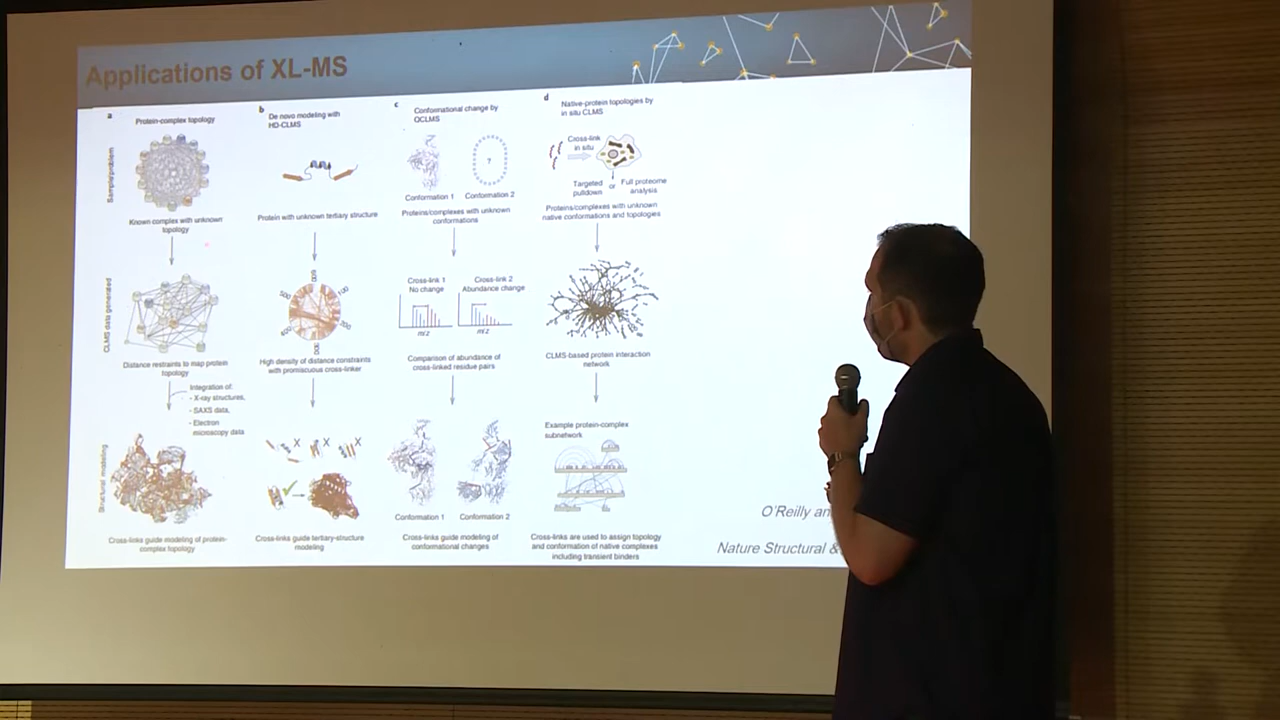 Applications of XL-MS
a
Protein-complex topology
Sample/problem
Known complex with unknown
topology
CLMS data generated
Distance restraints to map protein
topology
Integration of:
- X-ray structures,
- SAXS data,
- Electron
microscopy data
Structural modeling
Cross-links guide modeling of protein-
complex topology
b
De novo modeling with
HD-CLMS
Protein with unknown tertiary structure
600
100
200
300
400
500
High density of distance constraints
with promiscuous cross-linker
X
X
X
Cross-links guide tertiary-structure
modeling
c
Conformational change by
QCLMS
?
Conformation 1
Conformation 2
Proteins/complexes with unknown
conformations
Cross-link 1
No change
Cross-link 2
Abundance change
m/z
m/z
Comparison of abundance of
cross-linked residue pairs
Conformation 1
Conformation 2
Cross-links guide modeling of
conformational changes
d
Native-protein topologies by
in situ CLMS
Cross-link
in situ
Targeted
pulldown
or
Full proteome
analysis
Proteins/complexes with unknown
native conformations and topologies
CLMS-based protein interaction
network
Example protein-complex
subnetwork
Cross-links are used to assign topology
and conformation of native complexes
including transient binders
O'Reilly an
Nature Structural &